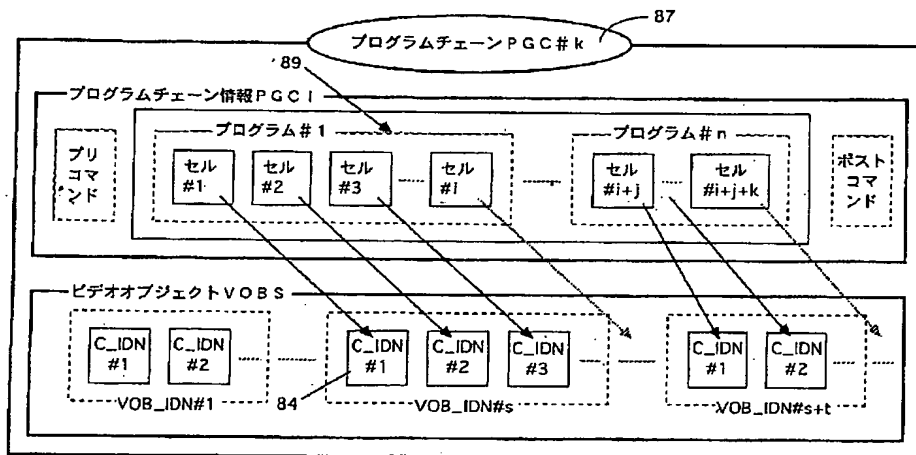 プログラムチェーンPGC#k
87
89
プログラムチェーン情報PGCI
プログラム#1
プログラム#n
プリ
コマ
ンド
セル
#1
セル
#2
セル
#3
セル
#i
セル
#i+j
セル
#i+j+k
ポスト
コマ
ンド
ビデオオブジェクトVOBS
C_IDN
#1
C_IDN
#2
C_IDN
#1
C_IDN
#2
C_IDN
#3
C_IDN
#1
C_IDN
#2
84
VOB_IDN#1
VOB_IDN#s
VOB_IDN#s+t